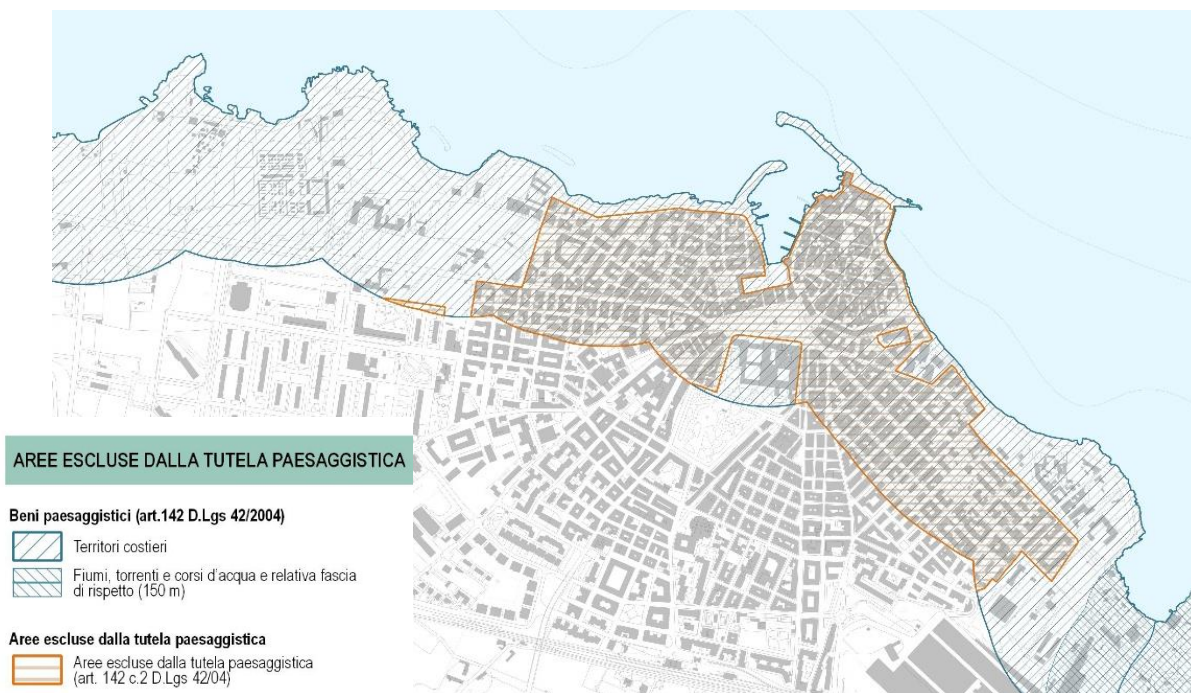 AREE ESCLUSE DALLA TUTELA PAESAGGISTICA
Beni paesaggistici (art.142 D.Lgs 42/2004)
Territori costieri
Fiumi, torrenti e corsi d'acqua e relativa fascia
di rispetto (150 m)
Aree escluse dalla tutela paesaggistica
Aree escluse dalla tutela paesaggistica
(art. 142 c.2 D.Lgs 42/04)